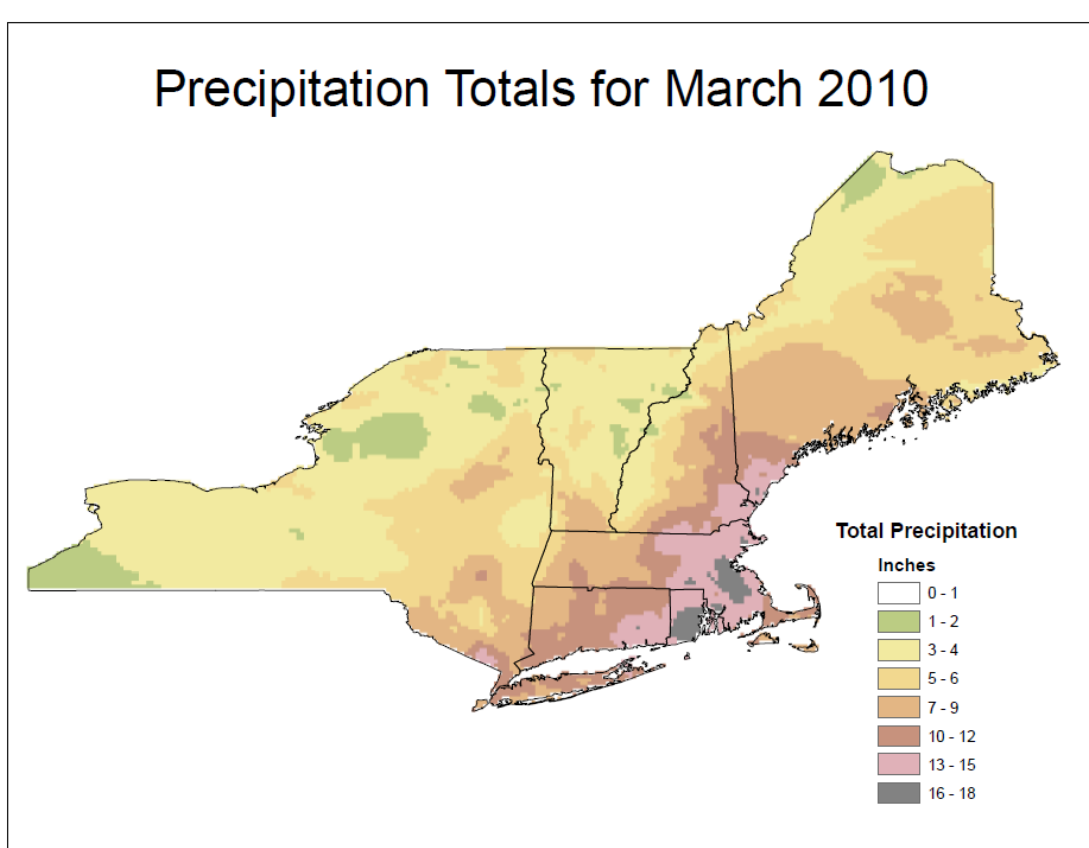 Precipitation Totals for March 2010
Total Precipitation
Inches
0 - 1
1 - 2
3 - 4
5 - 6
7 - 9
10 - 12
13 - 15
16 - 18